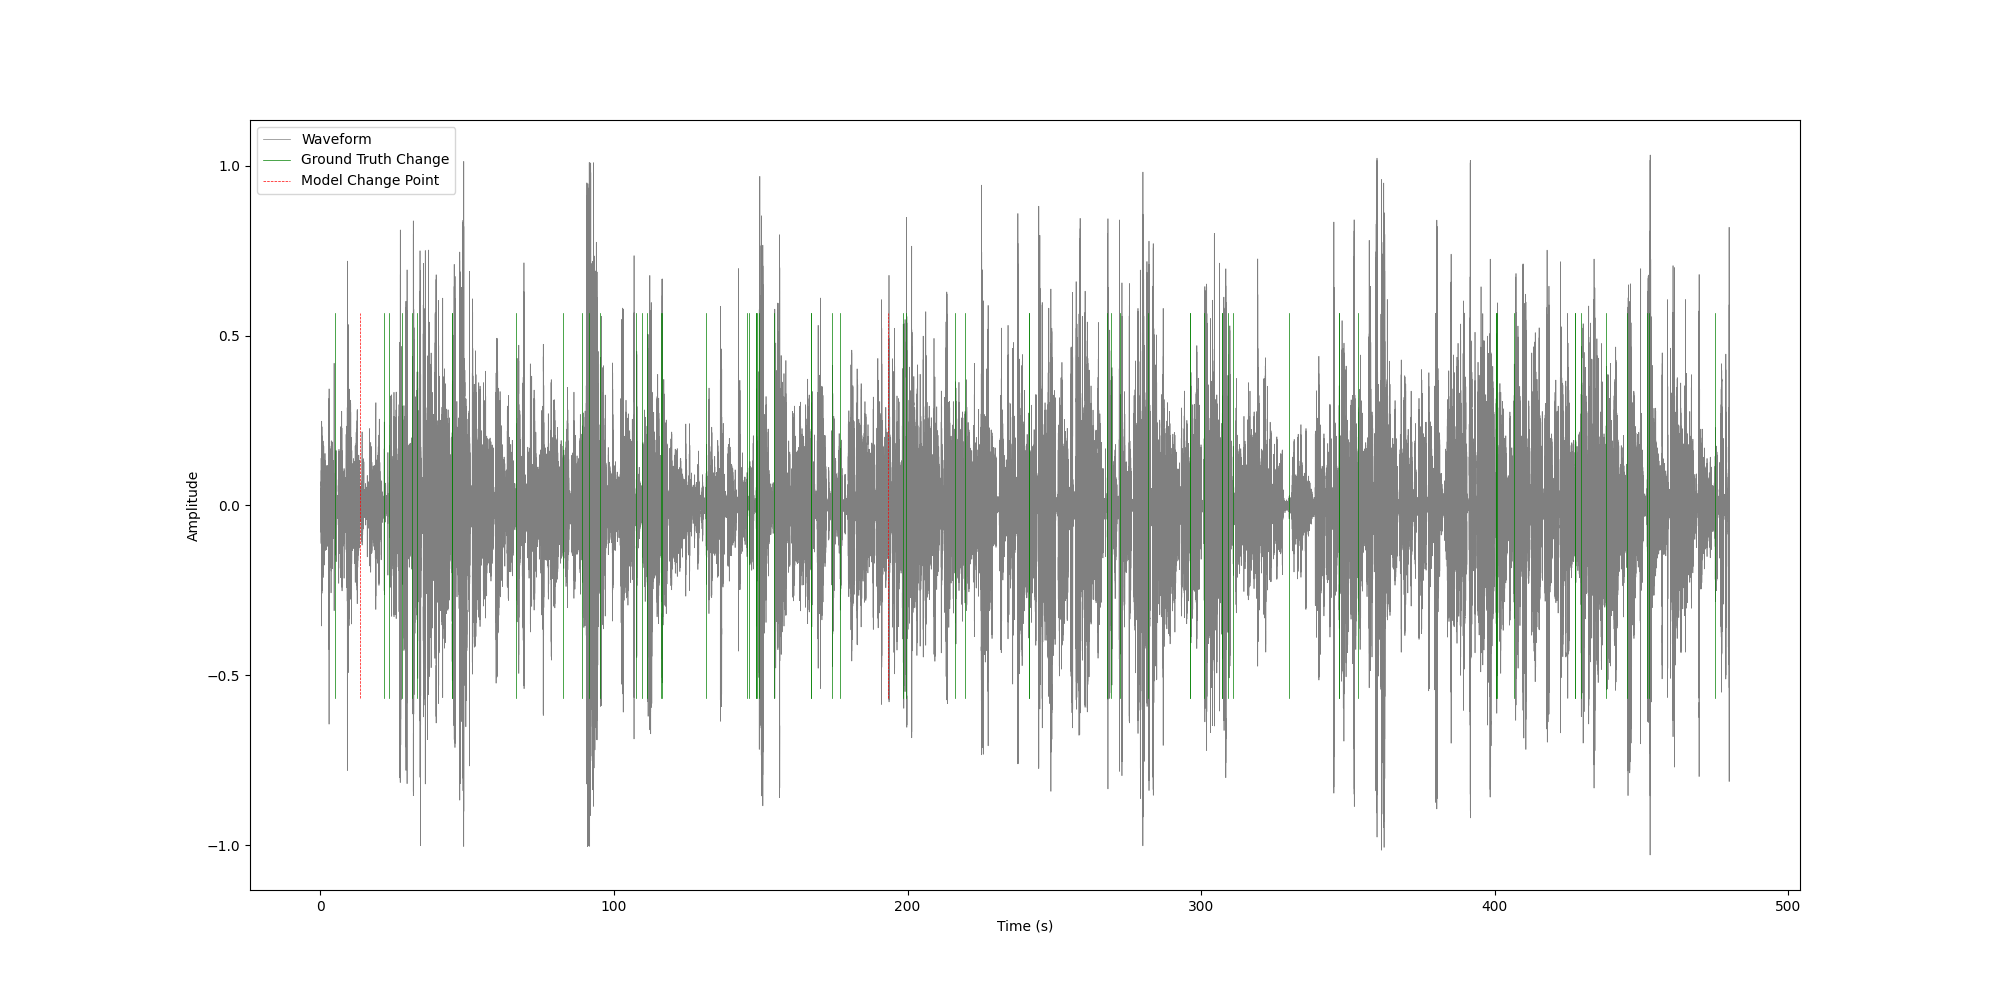 Waveform
Ground Truth Change
Model Change Point
1.0
0.5
0.0
−0.5
−1.0
Amplitude
0 100 200 300 400 500
Time (s)